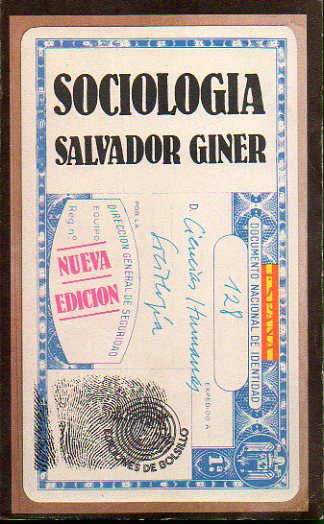 SOCIOLOGIA
SALVADOR GINER
POR LA
DIRECCION GENERAL DE SEGURIDAD
EQUIPO
Reg nº
NUEVA
EDICION
D. Ciencias Humanas
Sociología
EXPEDIDO A
128
DOCUMENTO NACIONAL DE IDENTIDAD
ESPAÑA
DE BOLSILLO